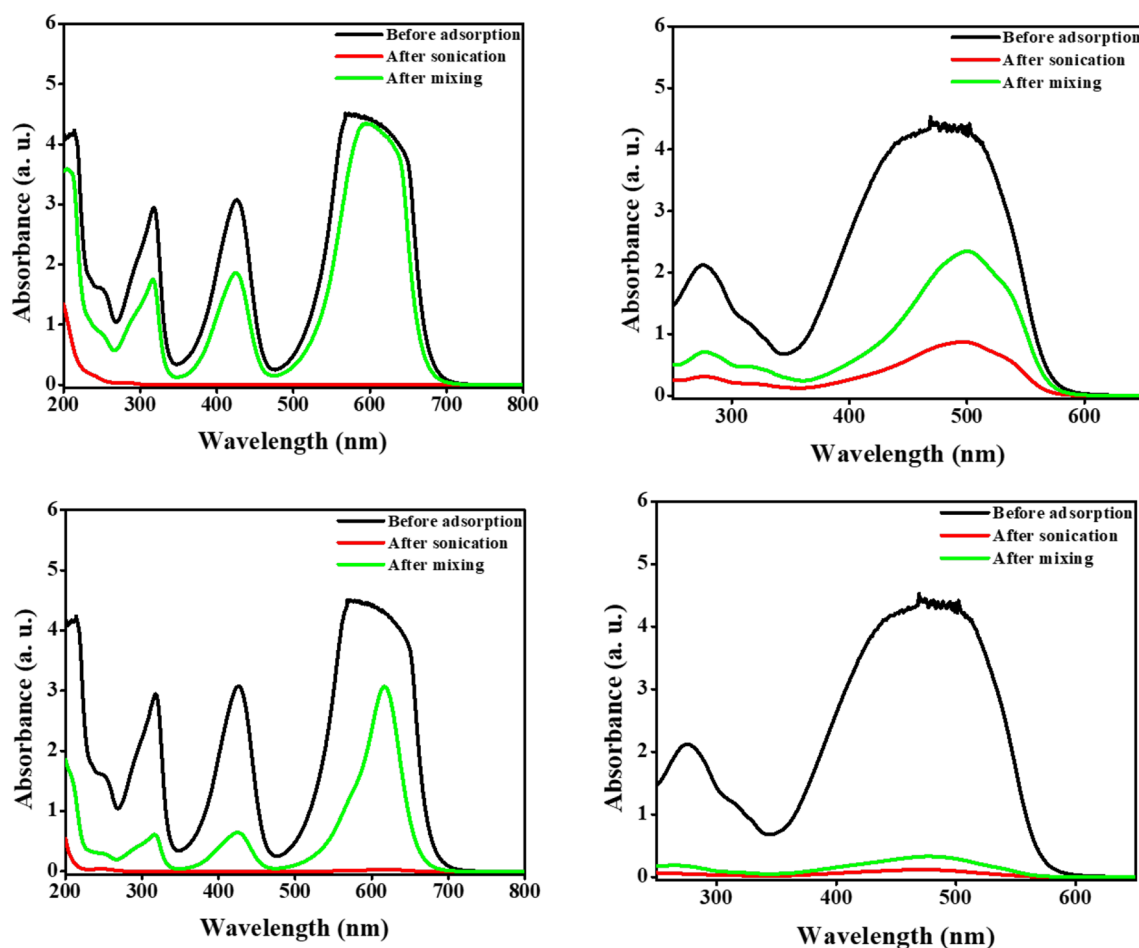 6
5
4
3
2
1
0
Absorbance (a. u.)
Before adsorption
After sonication
After mixing
200 300 400 500 600 700 800
Wavelength (nm)
6
5
4
3
2
1
0
Absorbance (a. u.)
Before adsorption
After sonication
After mixing
300 400 500 600
Wavelength (nm)
6
5
4
3
2
1
0
Absorbance (a. u.)
Before adsorption
After sonication
After mixing
200 300 400 500 600 700 800
Wavelength (nm)
6
5
4
3
2
1
0
Absorbance (a. u.)
Before adsorption
After sonication
After mixing
300 400 500 600
Wavelength (nm)